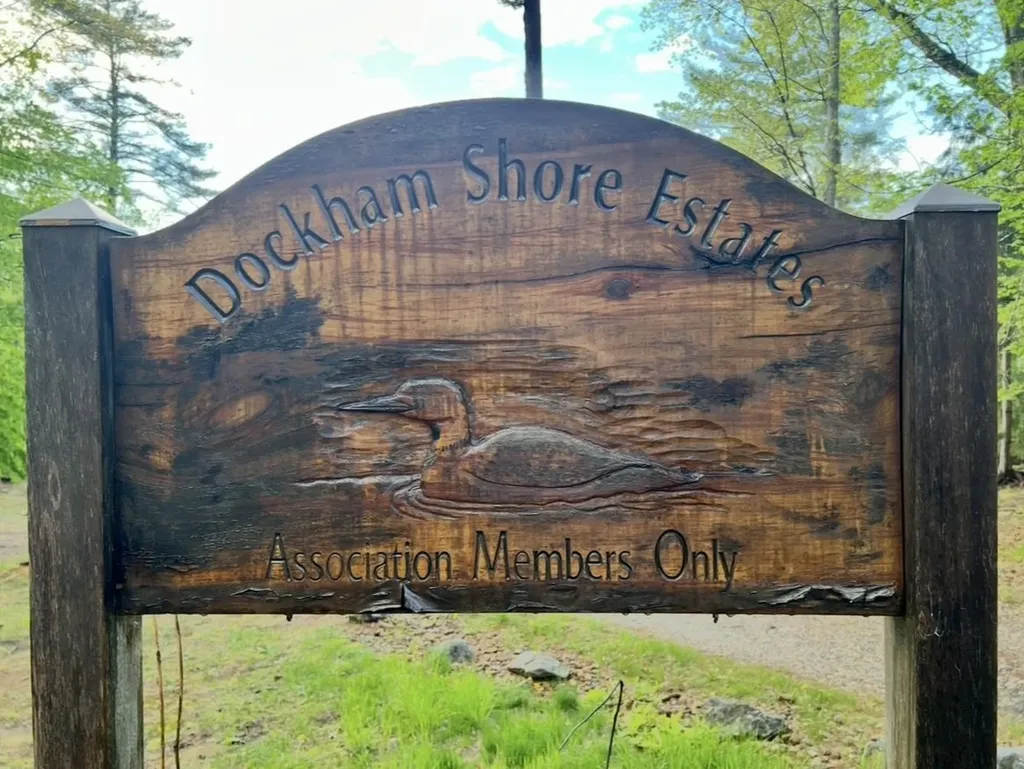 Dockham Shore Estates
Association Members Only